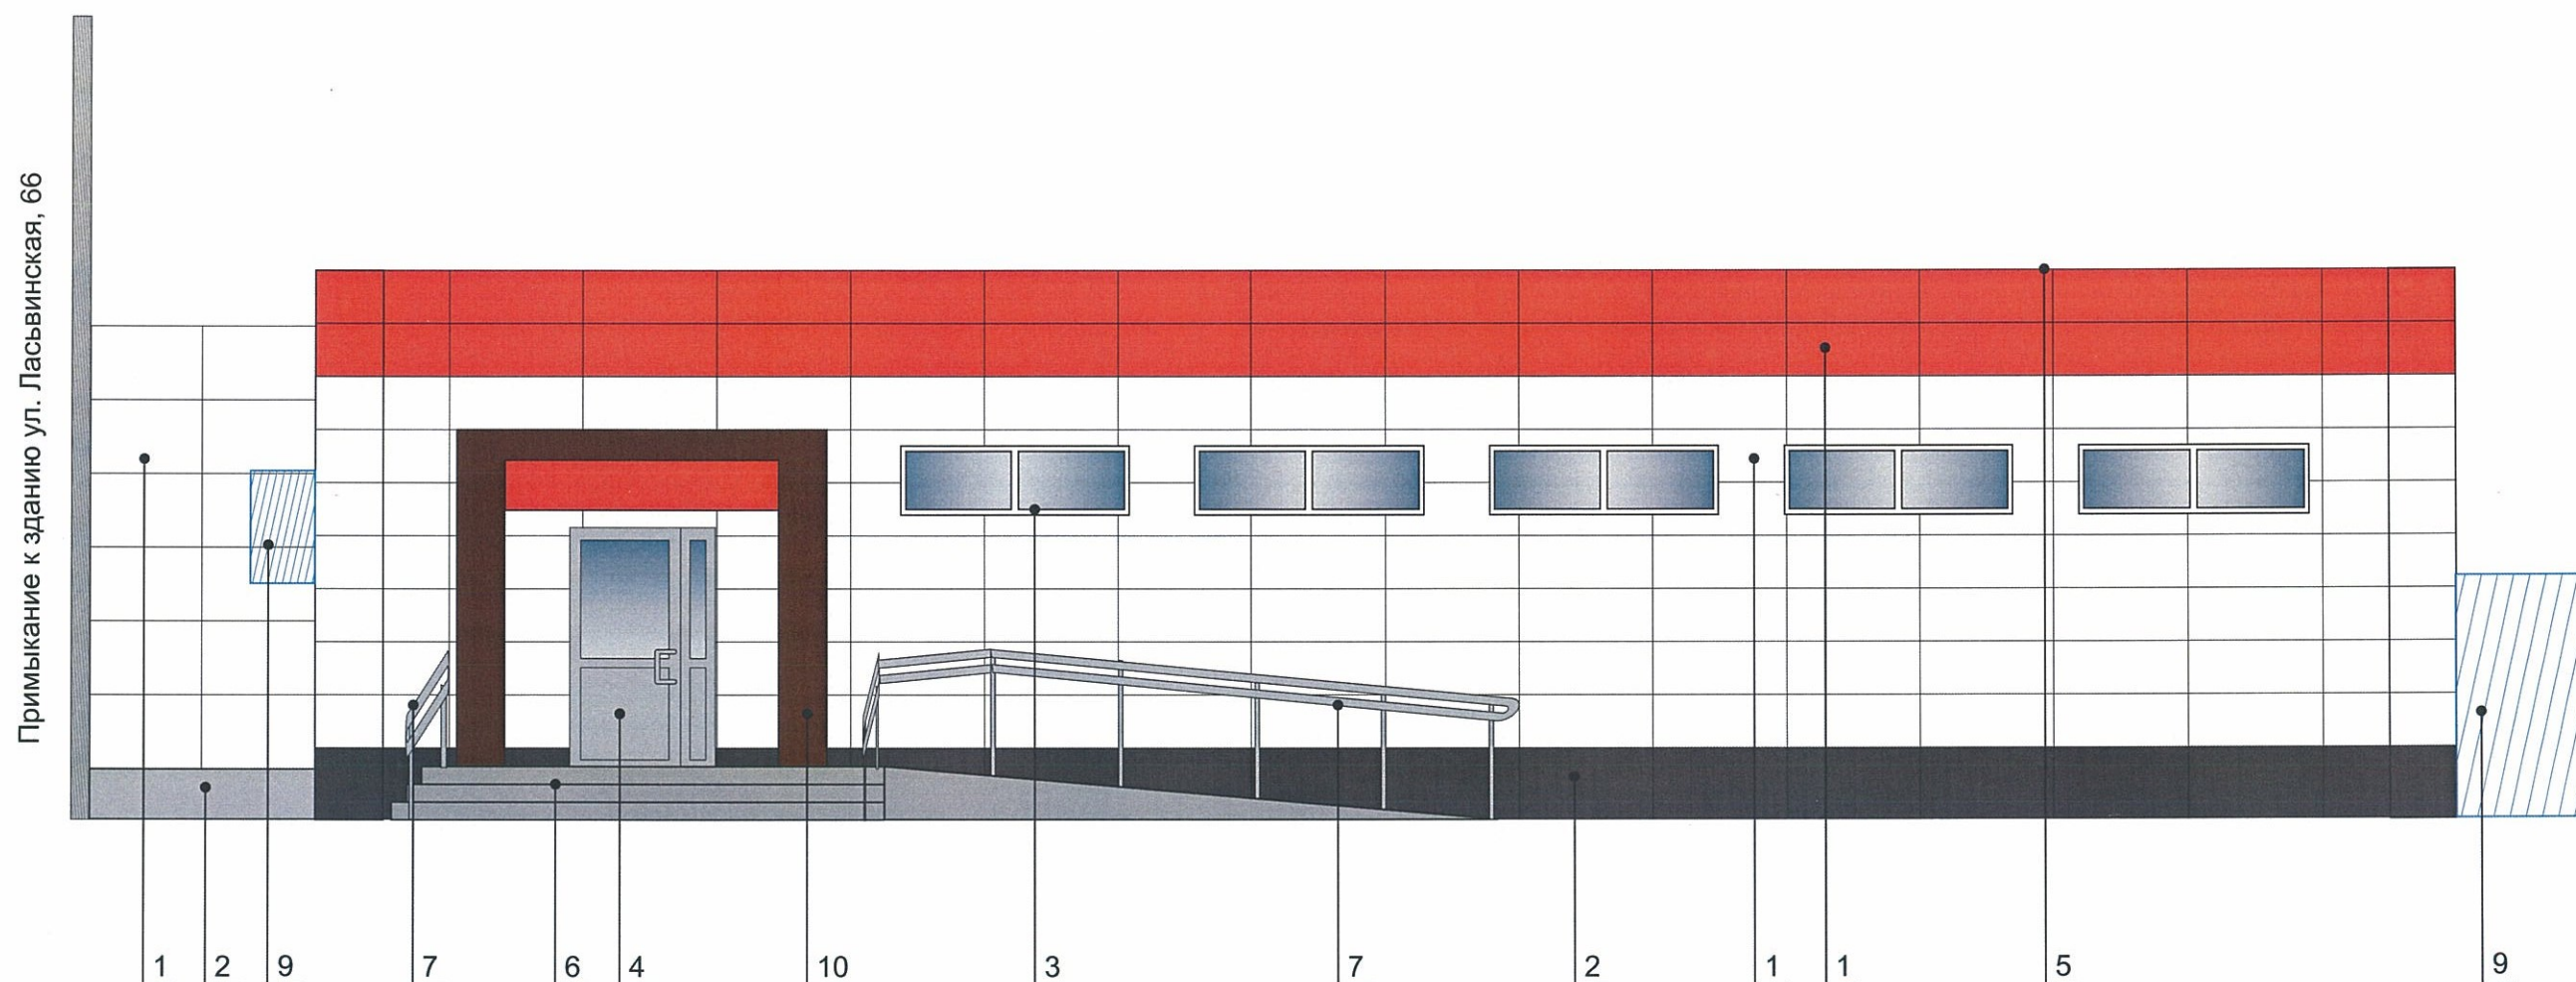 Примыкание к зданию ул. Ласьвинская, 66
1 2 9 7 6 4 10 3 7 2 1 1 5 9